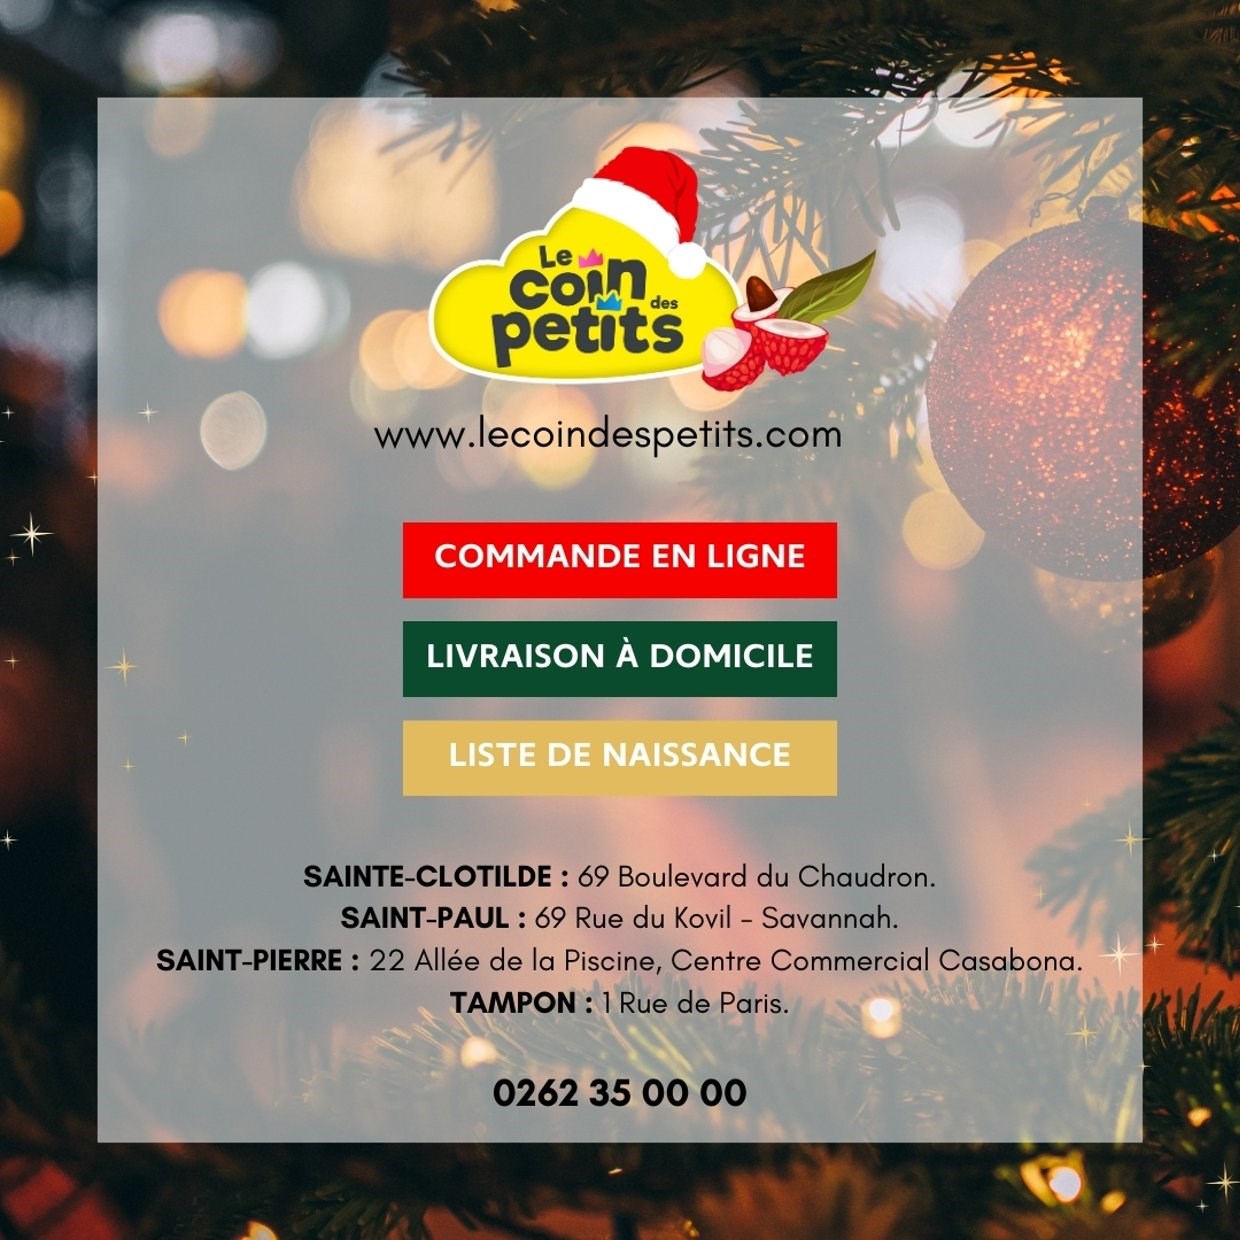 Le
coin
des
petits
www.lecoindespetits.com
COMMANDE EN LIGNE
LIVRAISON À DOMICILE
LISTE DE NAISSANCE
SAINTE-CLOTILDE : 69 Boulevard du Chaudron.
SAINT-PAUL : 69 Rue du Kovil - Savannah.
SAINT-PIERRE : 22 Allée de la Piscine, Centre Commercial Casabona.
TAMPON : 1 Rue de Paris.
0262 35 00 00